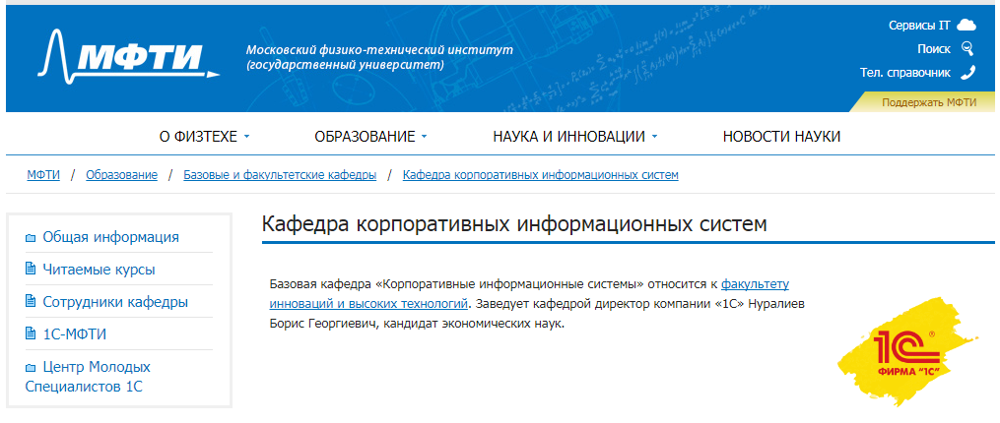 МФТИ
Московский физико-технический институт
(государственный университет)
Сервисы IT
Поиск
Тел. справочник
Поддержать МФТИ
О ФИЗТЕХЕ
ОБРАЗОВАНИЕ
НАУКА И ИННОВАЦИИ
НОВОСТИ НАУКИ
МФТИ / Образование / Базовые и факультетские кафедры / Кафедра корпоративных информационных систем
Общая информация
Читаемые курсы
Сотрудники кафедры
1С-МФТИ
Центр Молодых
Специалистов 1С
Кафедра корпоративных информационных систем
Базовая кафедра «Корпоративные информационные системы» относится к факультету
инноваций и высоких технологий. Заведует кафедрой директор компании «1С» Нуралиев
Борис Георгиевич, кандидат экономических наук.
1С®
ФИРМА "1С"